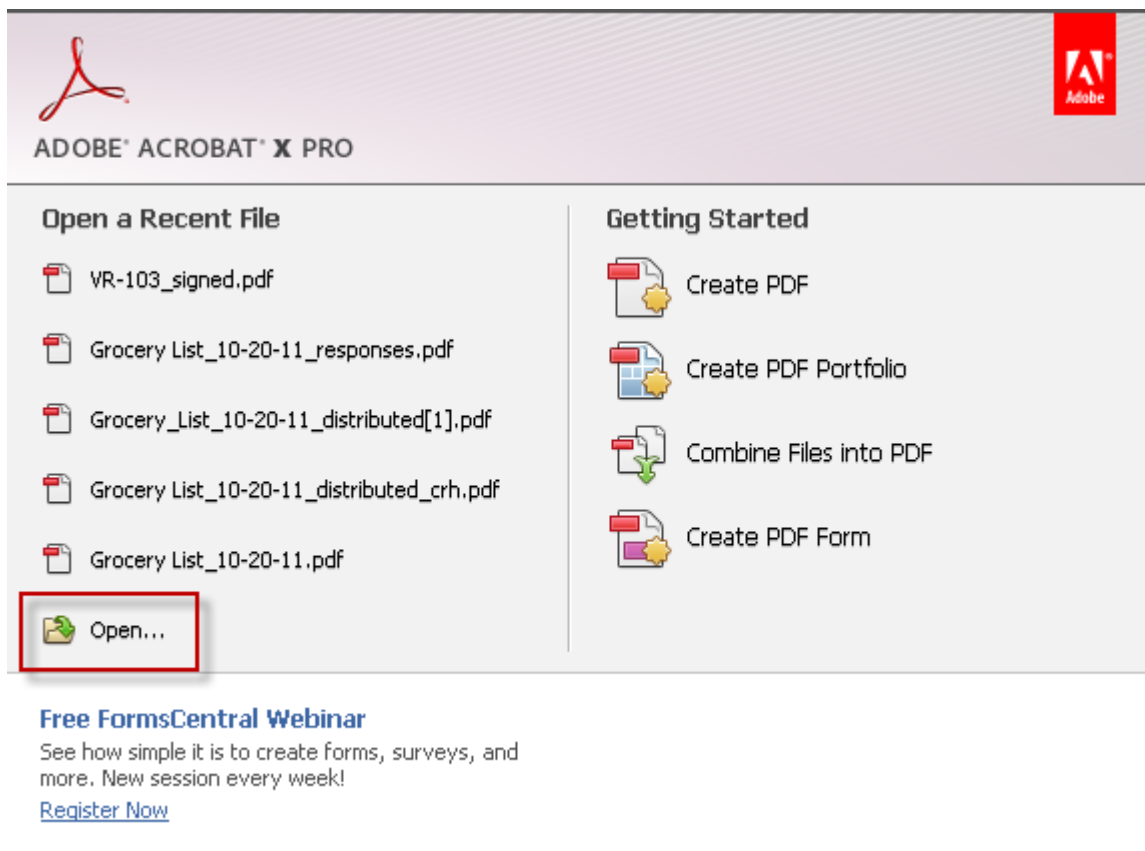 Adobe
ADOBE® ACROBAT® X PRO
Open a Recent File
VR-103_signed.pdf
Grocery List_10-20-11_responses.pdf
Grocery_List_10-20-11_distributed[1].pdf
Grocery List_10-20-11_distributed_crh.pdf
Grocery List_10-20-11.pdf
Open...
Getting Started
Create PDF
Create PDF Portfolio
Combine Files into PDF
Create PDF Form
Free FormsCentral Webinar
See how simple it is to create forms, surveys, and
more. New session every week!
Register Now